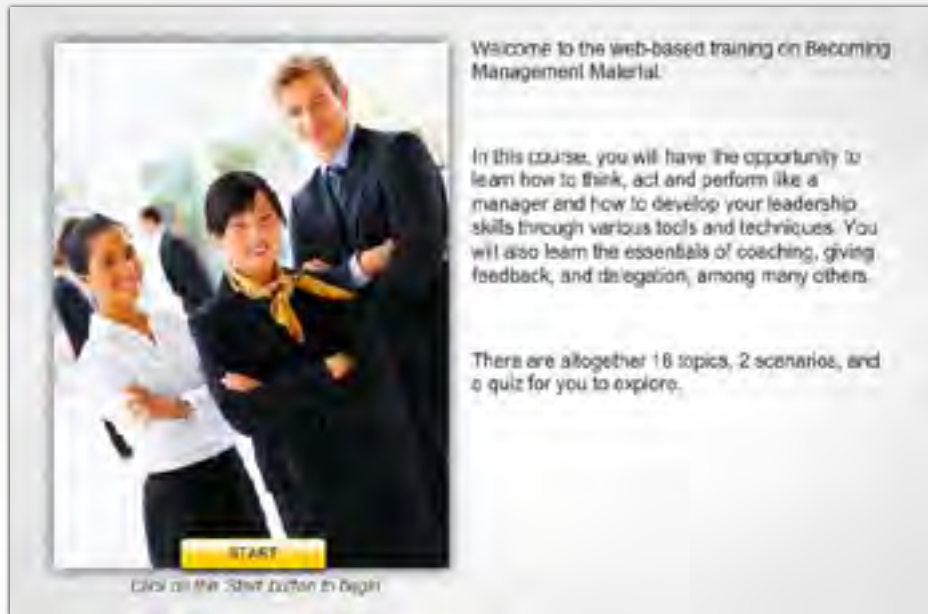 Welcome to the web-based training on Becoming
Management Material.
In this course, you will have the opportunity to
learn how to think, act and perform like a
manager and how to develop your leadership
skills through various tools and techniques. You
will also learn the essentials of coaching, giving
feedback, and delegation, among many others.
There are altogether topics, 2 scenarios, and
a quiz for you to explore.
START
Click on the 'Start' button to begin